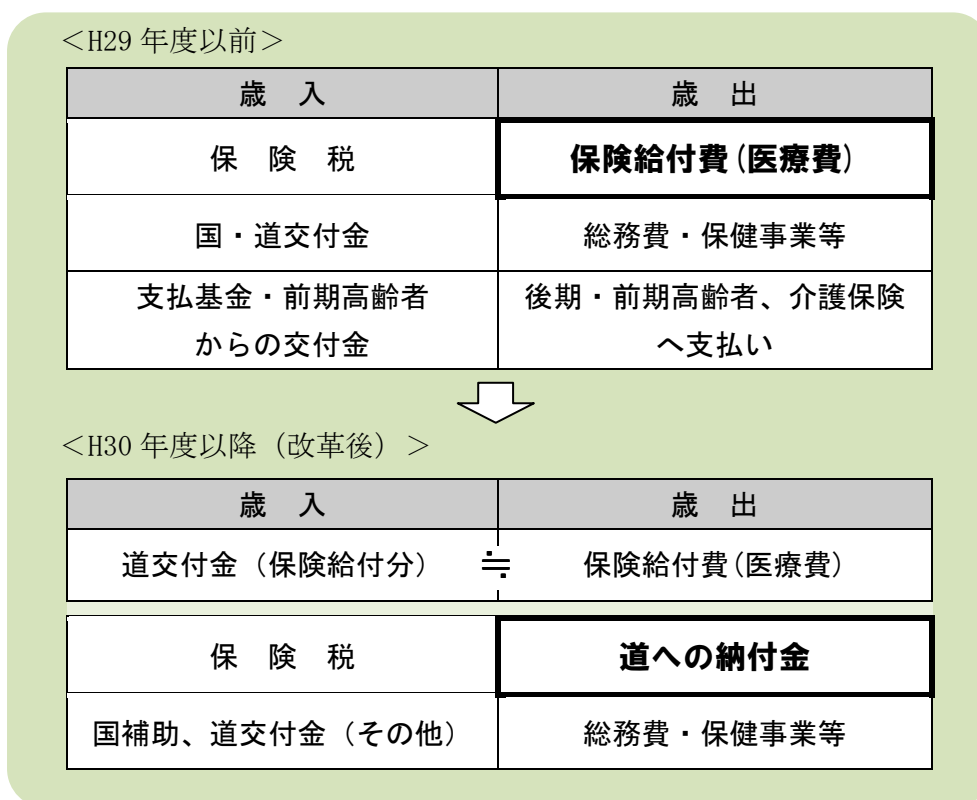 ＜H29 年度以前＞
歳　入
歳　出
保　険　税
保険給付費(医療費)
国・道交付金
総務費・保健事業等
支払基金・前期高齢者
からの交付金
後期・前期高齢者、介護保険
へ支払い
＜H30 年度以降（改革後）＞
歳　入
歳　出
道交付金（保険給付分）
≒
保険給付費(医療費)
保　険　税
道への納付金
国補助、道交付金（その他）
総務費・保健事業等